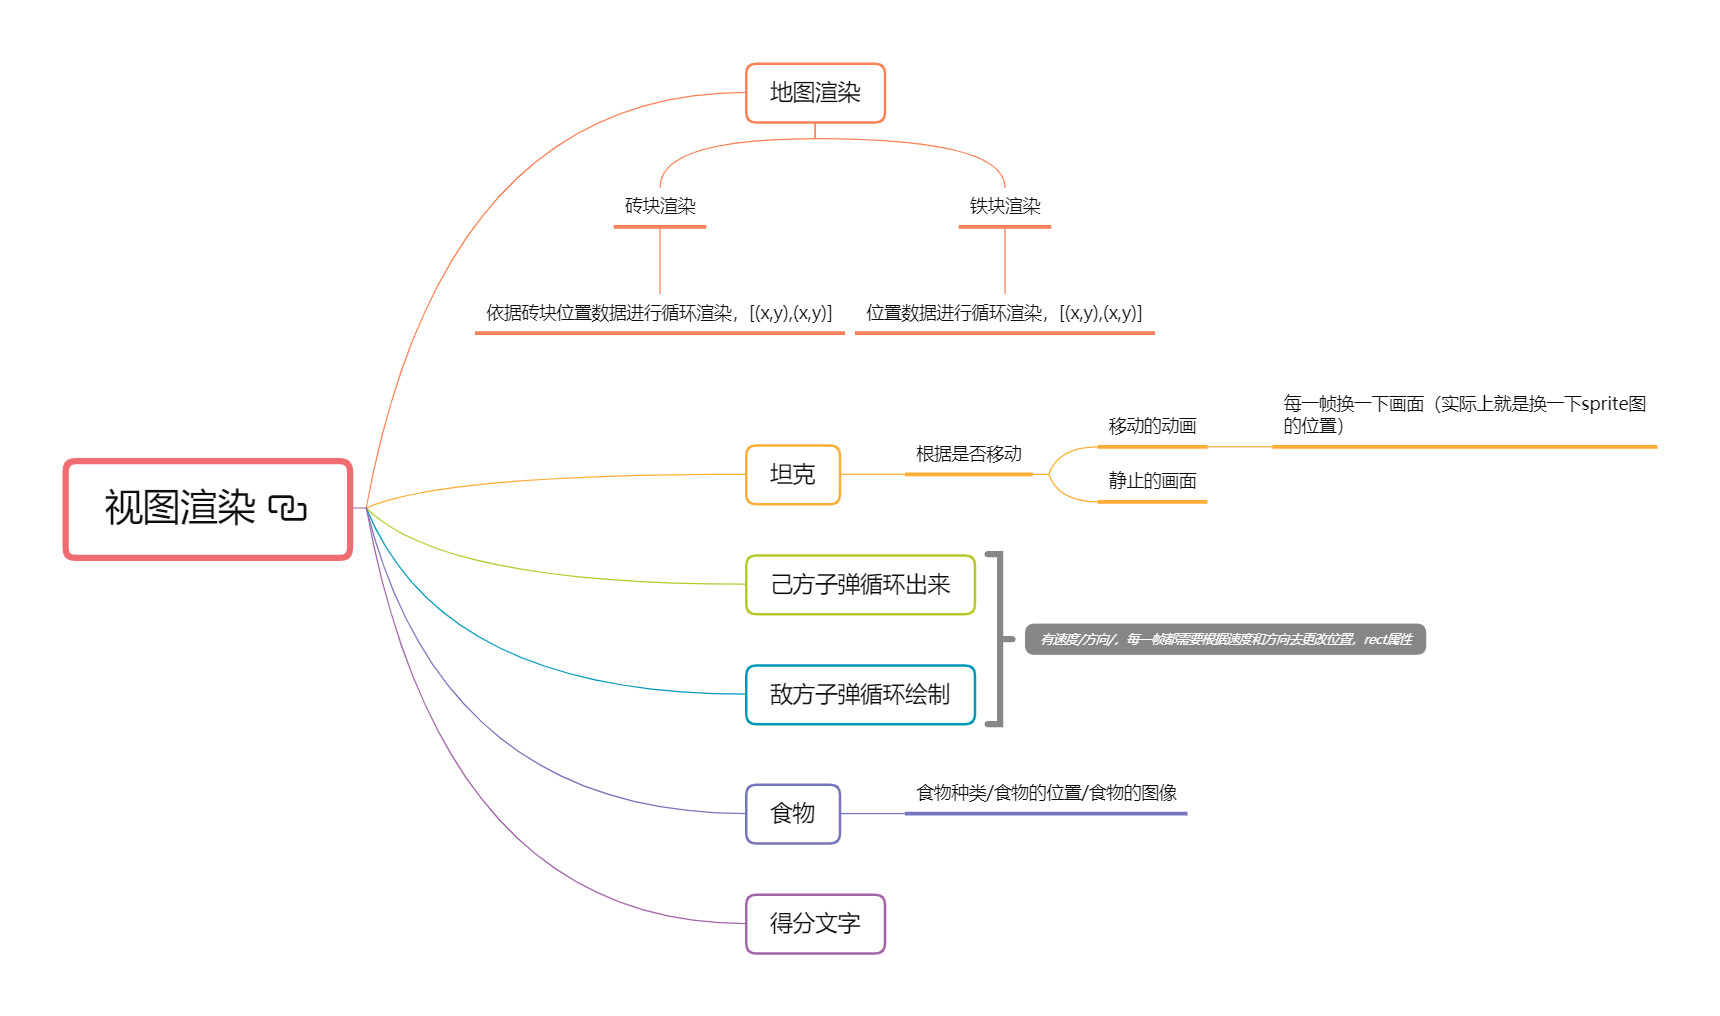 视图渲染
地图渲染
砖块渲染
铁块渲染
依据砖块位置数据进行循环渲染，[(x,y),(x,y)]
位置数据进行循环渲染，[(x,y),(x,y)]
坦克
根据是否移动
移动的动画
每一帧换一下画面（实际上就是换一下sprite图
的位置）
静止的画面
己方子弹循环出来
敌方子弹循环绘制
有速度/方向/，每一帧都需要根据速度和方向去更改位置，rect属性
食物
食物种类/食物的位置/食物的图像
得分文字